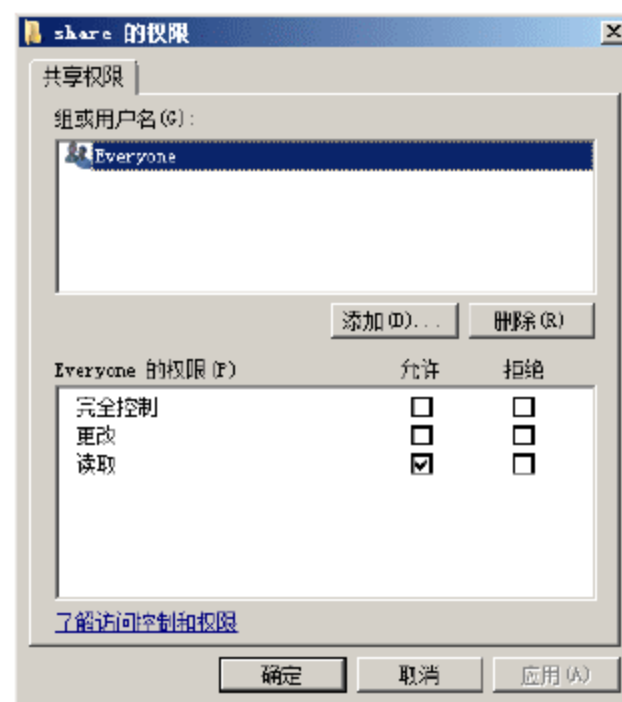 share 的权限
共享权限
组或用户名(G):
Everyone
添加(D)... 删除(R)
Everyone 的权限(P) 允许 拒绝
完全控制
更改
读取
了解访问控制和权限
确定 取消 应用(A)